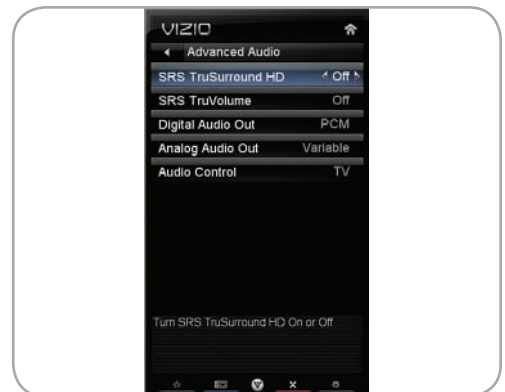 VIZIO
Advanced Audio
SRS TruSurround HD Off
SRS TruVolume Off
Digital Audio Out PCM
Analog Audio Out Variable
Audio Control TV
Turn SRS TruSurround HD On or Off